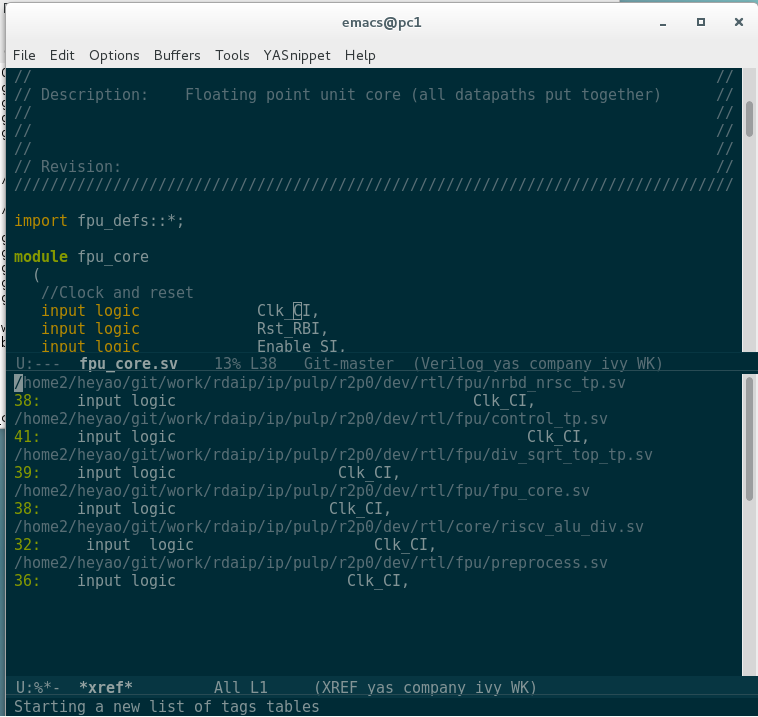 emacs@pc1
File Edit Options Buffers Tools YASnippet Help
// //
// Description: Floating point unit core (all datapaths put together) //
// //
// //
// //
// Revision: //
////////////////////////////////////////////////////////////////////////////////
import fpu_defs::*;
module fpu_core
(
//Clock and reset
input logic Clk_CI,
input logic Rst_RBI,
input logic Enable_SI,
U:--- fpu_core.sv 13% L38 Git-master (Verilog yas company ivy WK)
/home2/heyao/git/work/rdaip/ip/pulp/r2p0/dev/rtl/fpu/nrbd_nrsc_tp.sv
38: input logic Clk_CI,
/home2/heyao/git/work/rdaip/ip/pulp/r2p0/dev/rtl/fpu/control_tp.sv
41: input logic Clk_CI,
/home2/heyao/git/work/rdaip/ip/pulp/r2p0/dev/rtl/fpu/div_sqrt_top_tp.sv
39: input logic Clk_CI,
/home2/heyao/git/work/rdaip/ip/pulp/r2p0/dev/rtl/fpu/fpu_core.sv
38: input logic Clk_CI,
/home2/heyao/git/work/rdaip/ip/pulp/r2p0/dev/rtl/core/riscv_alu_div.sv
32: input logic Clk_CI,
/home2/heyao/git/work/rdaip/ip/pulp/r2p0/dev/rtl/fpu/preprocess.sv
36: input logic Clk_CI,
U:%*- *xref* All L1 (XREF yas company ivy WK)
Starting a new list of tags tables